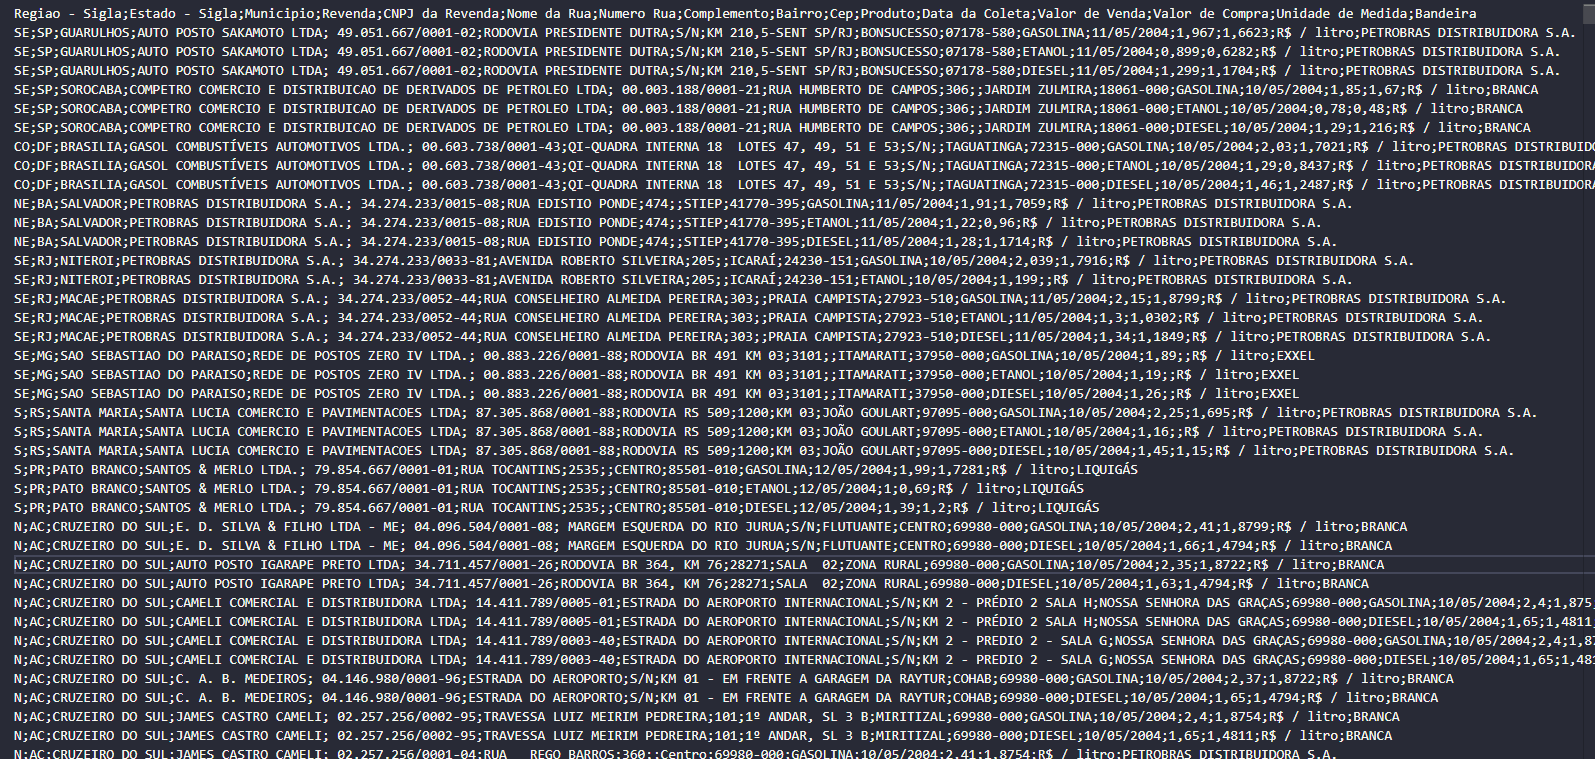 Regiao - Sigla;Estado - Sigla;Municipio;Revenda;CNPJ da Revenda;Nome da Rua;Numero Rua;Complemento;Bairro;Cep;Produto;Data da Coleta;Valor de Venda;Valor de Compra;Unidade de Medida;Bandeira
SE;SP;GUARULHOS;AUTO POSTO SAKAMOTO LTDA; 49.051.667/0001-02;RODOVIA PRESIDENTE DUTRA;S/N;KM 210,5-SENT SP/RJ;BONSUCESSO;07178-580;GASOLINA;11/05/2004;1,967;1,6623;R$ / litro;PETROBRAS DISTRIBUIDORA S.A.
SE;SP;GUARULHOS;AUTO POSTO SAKAMOTO LTDA; 49.051.667/0001-02;RODOVIA PRESIDENTE DUTRA;S/N;KM 210,5-SENT SP/RJ;BONSUCESSO;07178-580;ETANOL;11/05/2004;0,899;0,6282;R$ / litro;PETROBRAS DISTRIBUIDORA S.A.
SE;SP;GUARULHOS;AUTO POSTO SAKAMOTO LTDA; 49.051.667/0001-02;RODOVIA PRESIDENTE DUTRA;S/N;KM 210,5-SENT SP/RJ;BONSUCESSO;07178-580;DIESEL;11/05/2004;1,299;1,1704;R$ / litro;PETROBRAS DISTRIBUIDORA S.A.
SE;SP;SOROCABA;COMPETRO COMERCIO E DISTRIBUICAO DE DERIVADOS DE PETROLEO LTDA; 00.003.188/0001-21;RUA HUMBERTO DE CAMPOS;306;;JARDIM ZULMIRA;18061-000;GASOLINA;10/05/2004;1,85;1,67;R$ / litro;BRANCA
SE;SP;SOROCABA;COMPETRO COMERCIO E DISTRIBUICAO DE DERIVADOS DE PETROLEO LTDA; 00.003.188/0001-21;RUA HUMBERTO DE CAMPOS;306;;JARDIM ZULMIRA;18061-000;ETANOL;10/05/2004;0,78;0,48;R$ / litro;BRANCA
SE;SP;SOROCABA;COMPETRO COMERCIO E DISTRIBUICAO DE DERIVADOS DE PETROLEO LTDA; 00.003.188/0001-21;RUA HUMBERTO DE CAMPOS;306;;JARDIM ZULMIRA;18061-000;DIESEL;10/05/2004;1,29;1,216;R$ / litro;BRANCA
CO;DF;BRASILIA;GASOL COMBUSTÍVEIS AUTOMOTIVOS LTDA.; 00.603.738/0001-43;QI-QUADRA INTERNA 18  LOTES 47, 49, 51 E 53;S/N;;TAGUATINGA;72315-000;GASOLINA;10/05/2004;2,03;1,7021;R$ / litro;PETROBRAS DISTRIBUID
CO;DF;BRASILIA;GASOL COMBUSTÍVEIS AUTOMOTIVOS LTDA.; 00.603.738/0001-43;QI-QUADRA INTERNA 18  LOTES 47, 49, 51 E 53;S/N;;TAGUATINGA;72315-000;ETANOL;10/05/2004;1,29;0,8437;R$ / litro;PETROBRAS DISTRIBUIDOR
CO;DF;BRASILIA;GASOL COMBUSTÍVEIS AUTOMOTIVOS LTDA.; 00.603.738/0001-43;QI-QUADRA INTERNA 18  LOTES 47, 49, 51 E 53;S/N;;TAGUATINGA;72315-000;DIESEL;10/05/2004;1,46;1,2487;R$ / litro;PETROBRAS DISTRIBUIDORA
NE;BA;SALVADOR;PETROBRAS DISTRIBUIDORA S.A.; 34.274.233/0015-08;RUA EDISTIO PONDE;474;;STIEP;41770-395;GASOLINA;11/05/2004;1,91;1,7059;R$ / litro;PETROBRAS DISTRIBUIDORA S.A.
NE;BA;SALVADOR;PETROBRAS DISTRIBUIDORA S.A.; 34.274.233/0015-08;RUA EDISTIO PONDE;474;;STIEP;41770-395;ETANOL;11/05/2004;1,22;0,96;R$ / litro;PETROBRAS DISTRIBUIDORA S.A.
NE;BA;SALVADOR;PETROBRAS DISTRIBUIDORA S.A.; 34.274.233/0015-08;RUA EDISTIO PONDE;474;;STIEP;41770-395;DIESEL;11/05/2004;1,28;1,1714;R$ / litro;PETROBRAS DISTRIBUIDORA S.A.
SE;RJ;NITEROI;PETROBRAS DISTRIBUIDORA S.A.; 34.274.233/0033-81;AVENIDA ROBERTO SILVEIRA;205;;ICARAÍ;24230-151;GASOLINA;10/05/2004;2,039;1,7916;R$ / litro;PETROBRAS DISTRIBUIDORA S.A.
SE;RJ;NITEROI;PETROBRAS DISTRIBUIDORA S.A.; 34.274.233/0033-81;AVENIDA ROBERTO SILVEIRA;205;;ICARAÍ;24230-151;ETANOL;10/05/2004;1,199;;R$ / litro;PETROBRAS DISTRIBUIDORA S.A.
SE;RJ;MACAE;PETROBRAS DISTRIBUIDORA S.A.; 34.274.233/0052-44;RUA CONSELHEIRO ALMEIDA PEREIRA;303;;PRAIA CAMPISTA;27923-510;GASOLINA;11/05/2004;2,15;1,8799;R$ / litro;PETROBRAS DISTRIBUIDORA S.A.
SE;RJ;MACAE;PETROBRAS DISTRIBUIDORA S.A.; 34.274.233/0052-44;RUA CONSELHEIRO ALMEIDA PEREIRA;303;;PRAIA CAMPISTA;27923-510;ETANOL;11/05/2004;1,3;1,0302;R$ / litro;PETROBRAS DISTRIBUIDORA S.A.
SE;RJ;MACAE;PETROBRAS DISTRIBUIDORA S.A.; 34.274.233/0052-44;RUA CONSELHEIRO ALMEIDA PEREIRA;303;;PRAIA CAMPISTA;27923-510;DIESEL;11/05/2004;1,34;1,1849;R$ / litro;PETROBRAS DISTRIBUIDORA S.A.
SE;MG;SAO SEBASTIAO DO PARAISO;REDE DE POSTOS ZERO IV LTDA.; 00.883.226/0001-88;RODOVIA BR 491 KM 03;3101;;ITAMARATI;37950-000;GASOLINA;10/05/2004;1,89;;R$ / litro;EXXEL
SE;MG;SAO SEBASTIAO DO PARAISO;REDE DE POSTOS ZERO IV LTDA.; 00.883.226/0001-88;RODOVIA BR 491 KM 03;3101;;ITAMARATI;37950-000;ETANOL;10/05/2004;1,19;;R$ / litro;EXXEL
SE;MG;SAO SEBASTIAO DO PARAISO;REDE DE POSTOS ZERO IV LTDA.; 00.883.226/0001-88;RODOVIA BR 491 KM 03;3101;;ITAMARATI;37950-000;DIESEL;10/05/2004;1,26;;R$ / litro;EXXEL
S;RS;SANTA MARIA;SANTA LUCIA COMERCIO E PAVIMENTACOES LTDA; 87.305.868/0001-88;RODOVIA RS 509;1200;KM 03;JOÃO GOULART;97095-000;GASOLINA;10/05/2004;2,25;1,695;R$ / litro;PETROBRAS DISTRIBUIDORA S.A.
S;RS;SANTA MARIA;SANTA LUCIA COMERCIO E PAVIMENTACOES LTDA; 87.305.868/0001-88;RODOVIA RS 509;1200;KM 03;JOÃO GOULART;97095-000;ETANOL;10/05/2004;1,16;;R$ / litro;PETROBRAS DISTRIBUIDORA S.A.
S;RS;SANTA MARIA;SANTA LUCIA COMERCIO E PAVIMENTACOES LTDA; 87.305.868/0001-88;RODOVIA RS 509;1200;KM 03;JOÃO GOULART;97095-000;DIESEL;10/05/2004;1,45;1,15;R$ / litro;PETROBRAS DISTRIBUIDORA S.A.
S;PR;PATO BRANCO;SANTOS & MERLO LTDA.; 79.854.667/0001-01;RUA TOCANTINS;2535;;CENTRO;85501-010;GASOLINA;12/05/2004;1,99;1,7281;R$ / litro;LIQUIGÁS
S;PR;PATO BRANCO;SANTOS & MERLO LTDA.; 79.854.667/0001-01;RUA TOCANTINS;2535;;CENTRO;85501-010;ETANOL;12/05/2004;1;0,69;R$ / litro;LIQUIGÁS
S;PR;PATO BRANCO;SANTOS & MERLO LTDA.; 79.854.667/0001-01;RUA TOCANTINS;2535;;CENTRO;85501-010;DIESEL;12/05/2004;1,39;1,2;R$ / litro;LIQUIGÁS
N;AC;CRUZEIRO DO SUL;E. D. SILVA & FILHO LTDA - ME; 04.096.504/0001-08; MARGEM ESQUERDA DO RIO JURUA;S/N;FLUTUANTE;CENTRO;69980-000;GASOLINA;10/05/2004;2,41;1,8799;R$ / litro;BRANCA
N;AC;CRUZEIRO DO SUL;E. D. SILVA & FILHO LTDA - ME; 04.096.504/0001-08; MARGEM ESQUERDA DO RIO JURUA;S/N;FLUTUANTE;CENTRO;69980-000;DIESEL;10/05/2004;1,66;1,4794;R$ / litro;BRANCA
N;AC;CRUZEIRO DO SUL;AUTO POSTO IGARAPE PRETO LTDA; 34.711.457/0001-26;RODOVIA BR 364, KM 76;28271;SALA  02;ZONA RURAL;69980-000;GASOLINA;10/05/2004;2,35;1,8722;R$ / litro;BRANCA
N;AC;CRUZEIRO DO SUL;AUTO POSTO IGARAPE PRETO LTDA; 34.711.457/0001-26;RODOVIA BR 364, KM 76;28271;SALA  02;ZONA RURAL;69980-000;DIESEL;10/05/2004;1,63;1,4794;R$ / litro;BRANCA
N;AC;CRUZEIRO DO SUL;CAMELI COMERCIAL E DISTRIBUIDORA LTDA; 14.411.789/0005-01;ESTRADA DO AEROPORTO INTERNACIONAL;S/N;KM 2 - PRÉDIO 2 SALA H;NOSSA SENHORA DAS GRAÇAS;69980-000;GASOLINA;10/05/2004;2,4;1,875
N;AC;CRUZEIRO DO SUL;CAMELI COMERCIAL E DISTRIBUIDORA LTDA; 14.411.789/0005-01;ESTRADA DO AEROPORTO INTERNACIONAL;S/N;KM 2 - PRÉDIO 2 SALA H;NOSSA SENHORA DAS GRAÇAS;69980-000;DIESEL;10/05/2004;1,65;1,4811
N;AC;CRUZEIRO DO SUL;CAMELI COMERCIAL E DISTRIBUIDORA LTDA; 14.411.789/0003-40;ESTRADA DO AEROPORTO INTERNACIONAL;S/N;KM 2 - PREDIO 2 - SALA G;NOSSA SENHORA DAS GRAÇAS;69980-000;GASOLINA;10/05/2004;2,4;1,8
N;AC;CRUZEIRO DO SUL;CAMELI COMERCIAL E DISTRIBUIDORA LTDA; 14.411.789/0003-40;ESTRADA DO AEROPORTO INTERNACIONAL;S/N;KM 2 - PREDIO 2 - SALA G;NOSSA SENHORA DAS GRAÇAS;69980-000;DIESEL;10/05/2004;1,65;1,481
N;AC;CRUZEIRO DO SUL;C. A. B. MEDEIROS; 04.146.980/0001-96;ESTRADA DO AEROPORTO;S/N;KM 01 - EM FRENTE A GARAGEM DA RAYTUR;COHAB;69980-000;GASOLINA;10/05/2004;2,37;1,8722;R$ / litro;BRANCA
N;AC;CRUZEIRO DO SUL;C. A. B. MEDEIROS; 04.146.980/0001-96;ESTRADA DO AEROPORTO;S/N;KM 01 - EM FRENTE A GARAGEM DA RAYTUR;COHAB;69980-000;DIESEL;10/05/2004;1,65;1,4794;R$ / litro;BRANCA
N;AC;CRUZEIRO DO SUL;JAMES CASTRO CAMELI; 02.257.256/0002-95;TRAVESSA LUIZ MEIRIM PEDREIRA;101;1º ANDAR, SL 3 B;MIRITIZAL;69980-000;GASOLINA;10/05/2004;2,4;1,8754;R$ / litro;BRANCA
N;AC;CRUZEIRO DO SUL;JAMES CASTRO CAMELI; 02.257.256/0002-95;TRAVESSA LUIZ MEIRIM PEDREIRA;101;1º ANDAR, SL 3 B;MIRITIZAL;69980-000;DIESEL;10/05/2004;1,65;1,4811;R$ / litro;BRANCA
N;AC;CRUZEIRO DO SUL;JAMES CASTRO CAMELI; 02.257.256/0001-04;RUA   REGO BARROS;360;;Centro;69980-000;GASOLINA;10/05/2004;2,41;1,8754;R$ / litro;PETROBRAS DISTRIBUIDORA S.A.